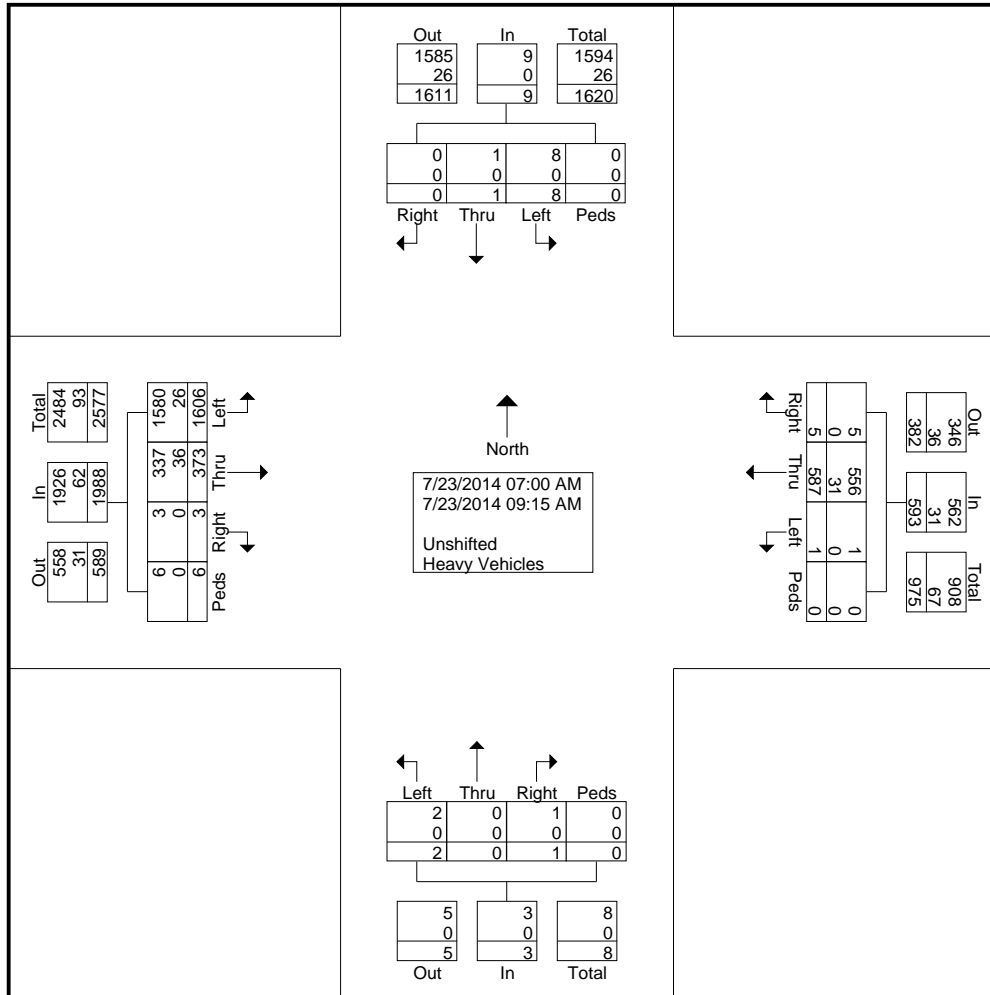 Out In Total
1585 9 1594
26 0 26
1611 9 1620
0 1 8 0
0 0 0 0
0 1 8 0
Right Thru Left Peds
Total
2484
93
2577
In
1926
62
1988
Out
558
31
589
1580 26 1606 Left
337 36 373 Thru
3 0 3 Right
6 0 6 Peds
North
7/23/2014 07:00 AM
7/23/2014 09:15 AM
Unshifted
Heavy Vehicles
Right 5 0 5
Thru 556 31 587
Left 1 0 1
Peds 0 0 0
Out
346
36
382
In
562
31
593
Total
908
67
975
Left Thru Right Peds
2 0 1 0
0 0 0 0
2 0 1 0
5 3 8
0 0 0
5 3 8
Out In Total